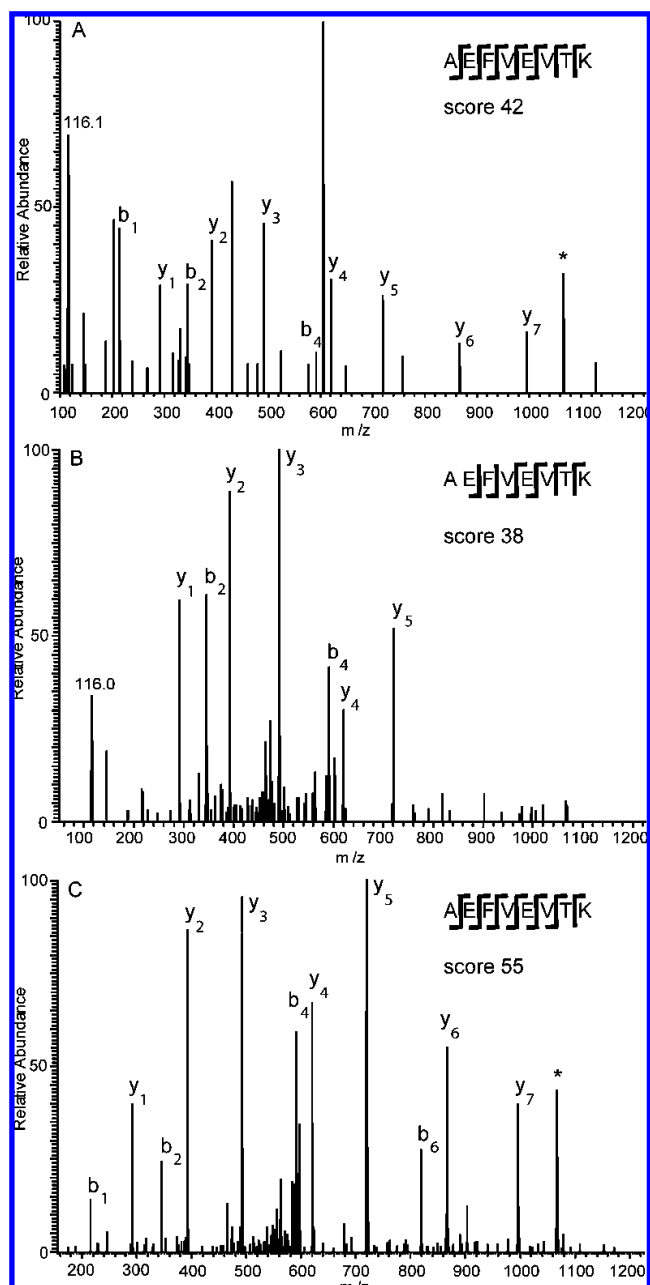 A
AEFVEVTK
score 42
Relative Abundance
100
50
0
116.1
b1
y1
b2
y2
y3
b4
y4
y5
y6
y7
*
100 200 300 400 500 600 700 800 900 1000 1100 1200
m/z
B
AEFVEVTK
score 38
Relative Abundance
100
50
0
116.0
y1
b2
y2
y3
b4
y4
y5
100 200 300 400 500 600 700 800 900 1000 1100 1200
m/z
C
AEFVEVTK
score 55
Relative Abundance
100
50
0
b1
y1
b2
y2
y3
b4
y4
y5
b6
y6
y7
*
200 300 400 500 600 700 800 900 1000 1100 1200
m/z